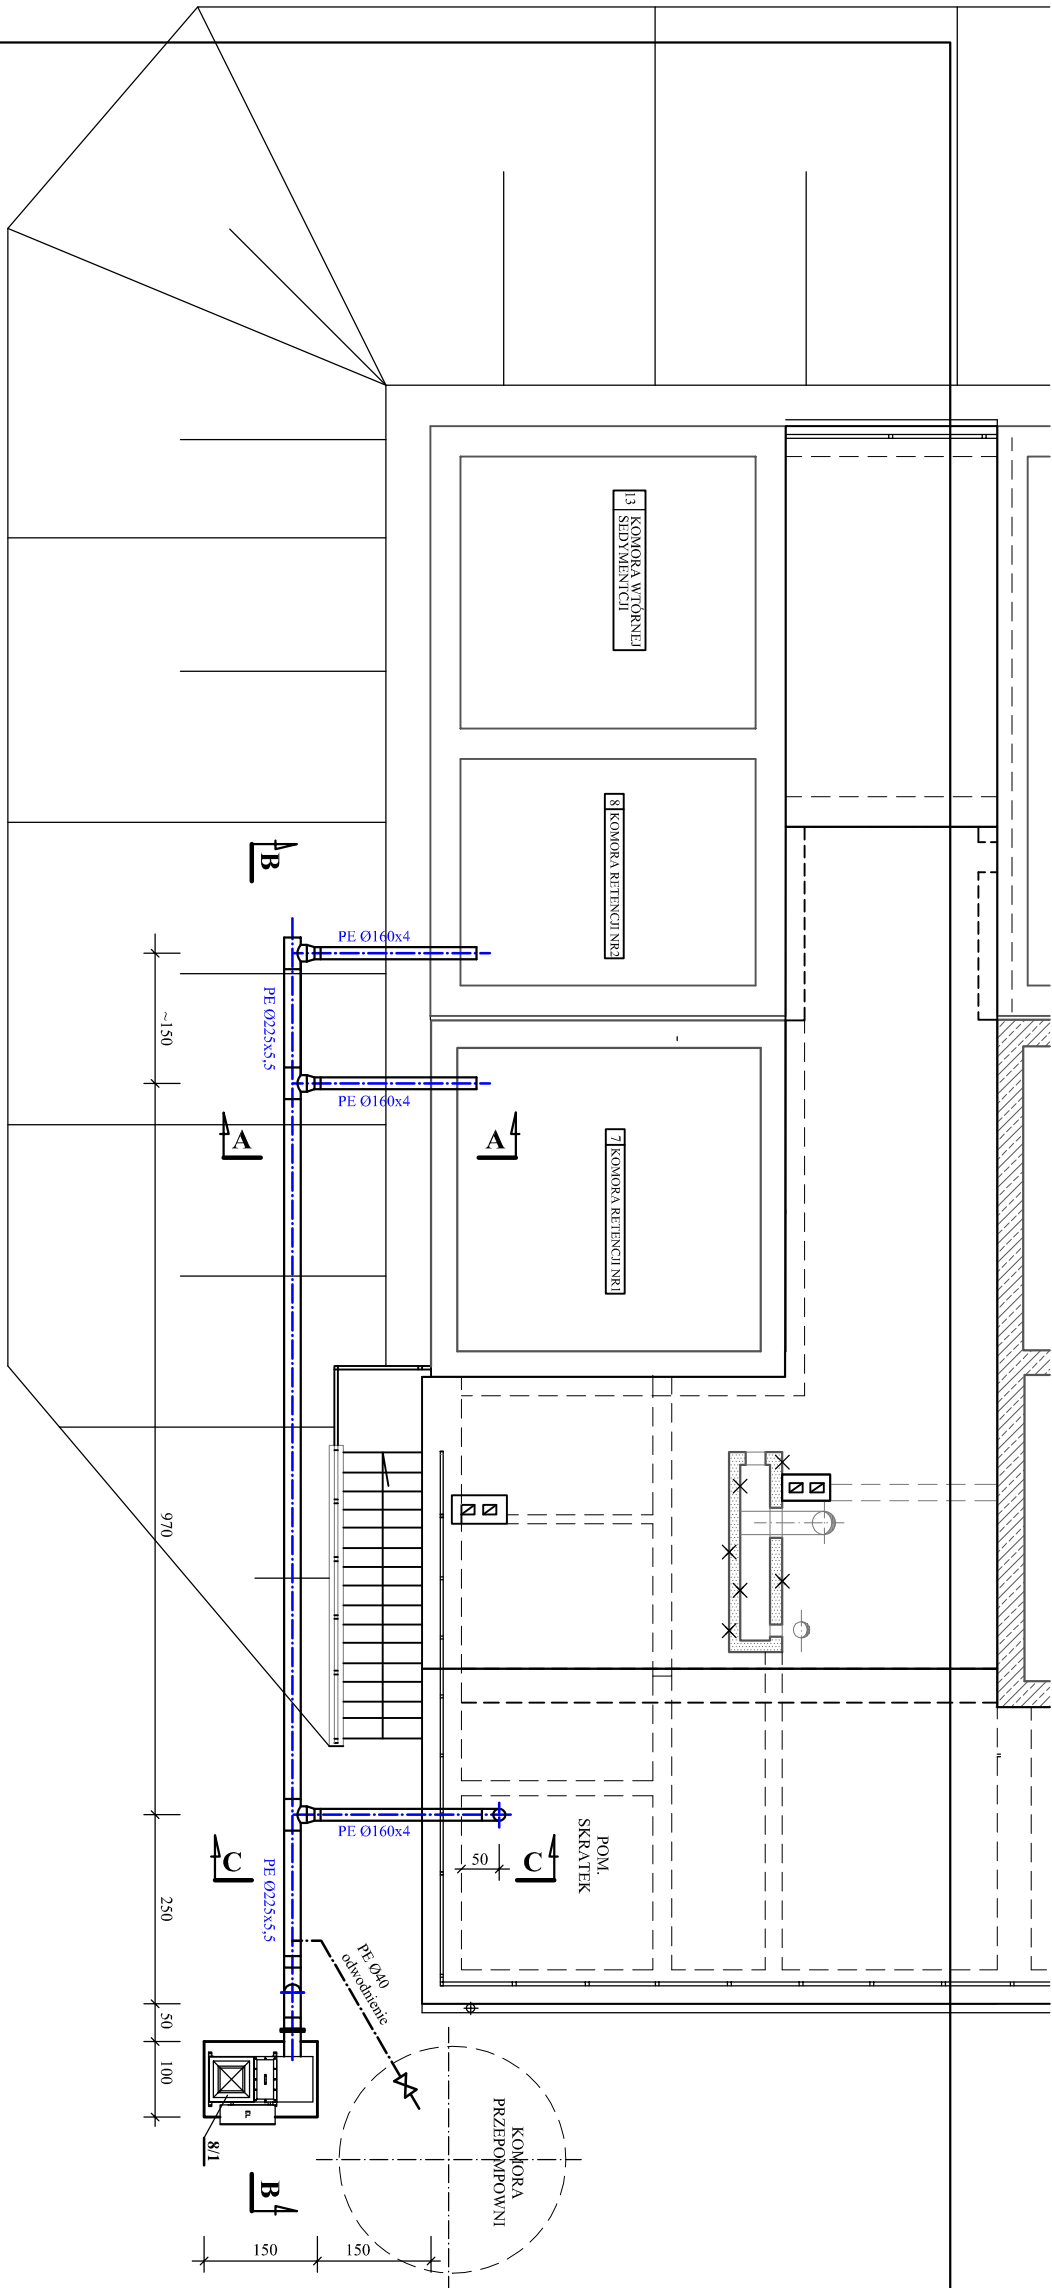 13
KOMORA WTÓRNEJ
SEDYMENTCJI
8
KOMORA RETENCJI NR2
B
PE Ø160x4
PE Ø225x5,5
~150
PE Ø160x4
A
A
7
KOMORA RETENCJI NR1
970
PE Ø160x4
POM.
SKRATEK
50
C
C
PE Ø225x5,5
250
PE Ø40
odwodnienie
50
100
KOMORA
PRZEPOMPOWNI
8/1
B
150
150